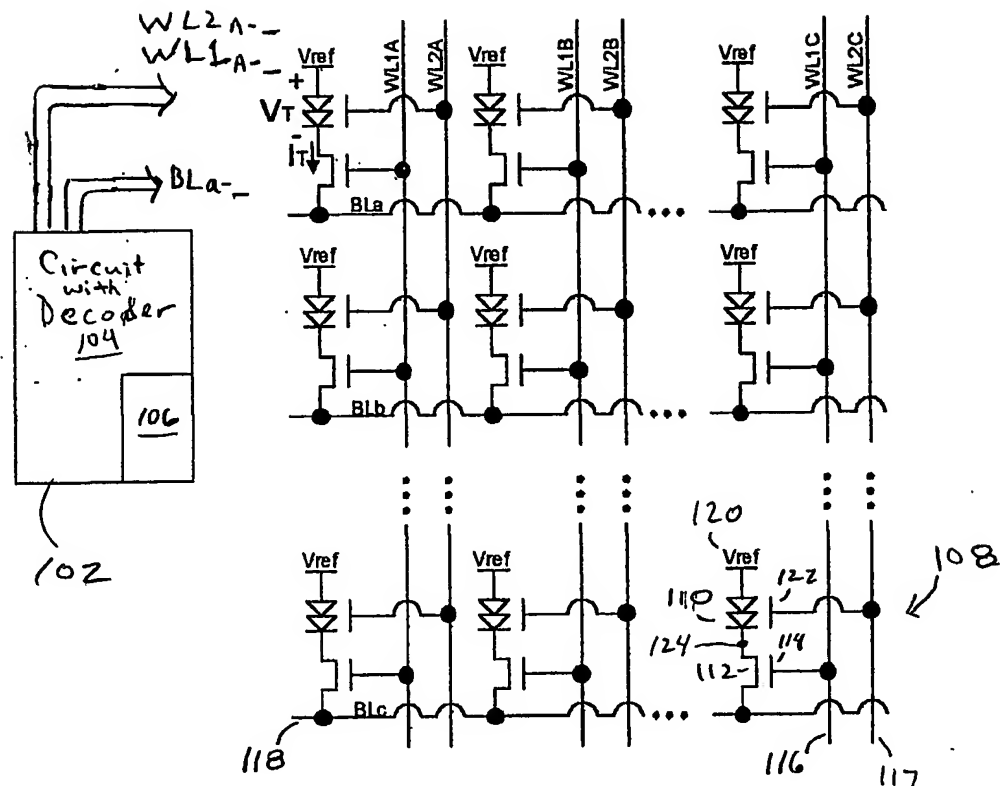 WL2A-_
WL1A-_
BLa-_
Circuit
with
Decoder
104
106
102
WL1A
WL2A
WL1B
WL2B
WL1C
WL2C
Vref
Vref
Vref
+
VT
-
IT
BLa
Vref
Vref
Vref
BLb
120
Vref
Vref
Vref
108
110
122
124
112
114
BLc
118
116
117